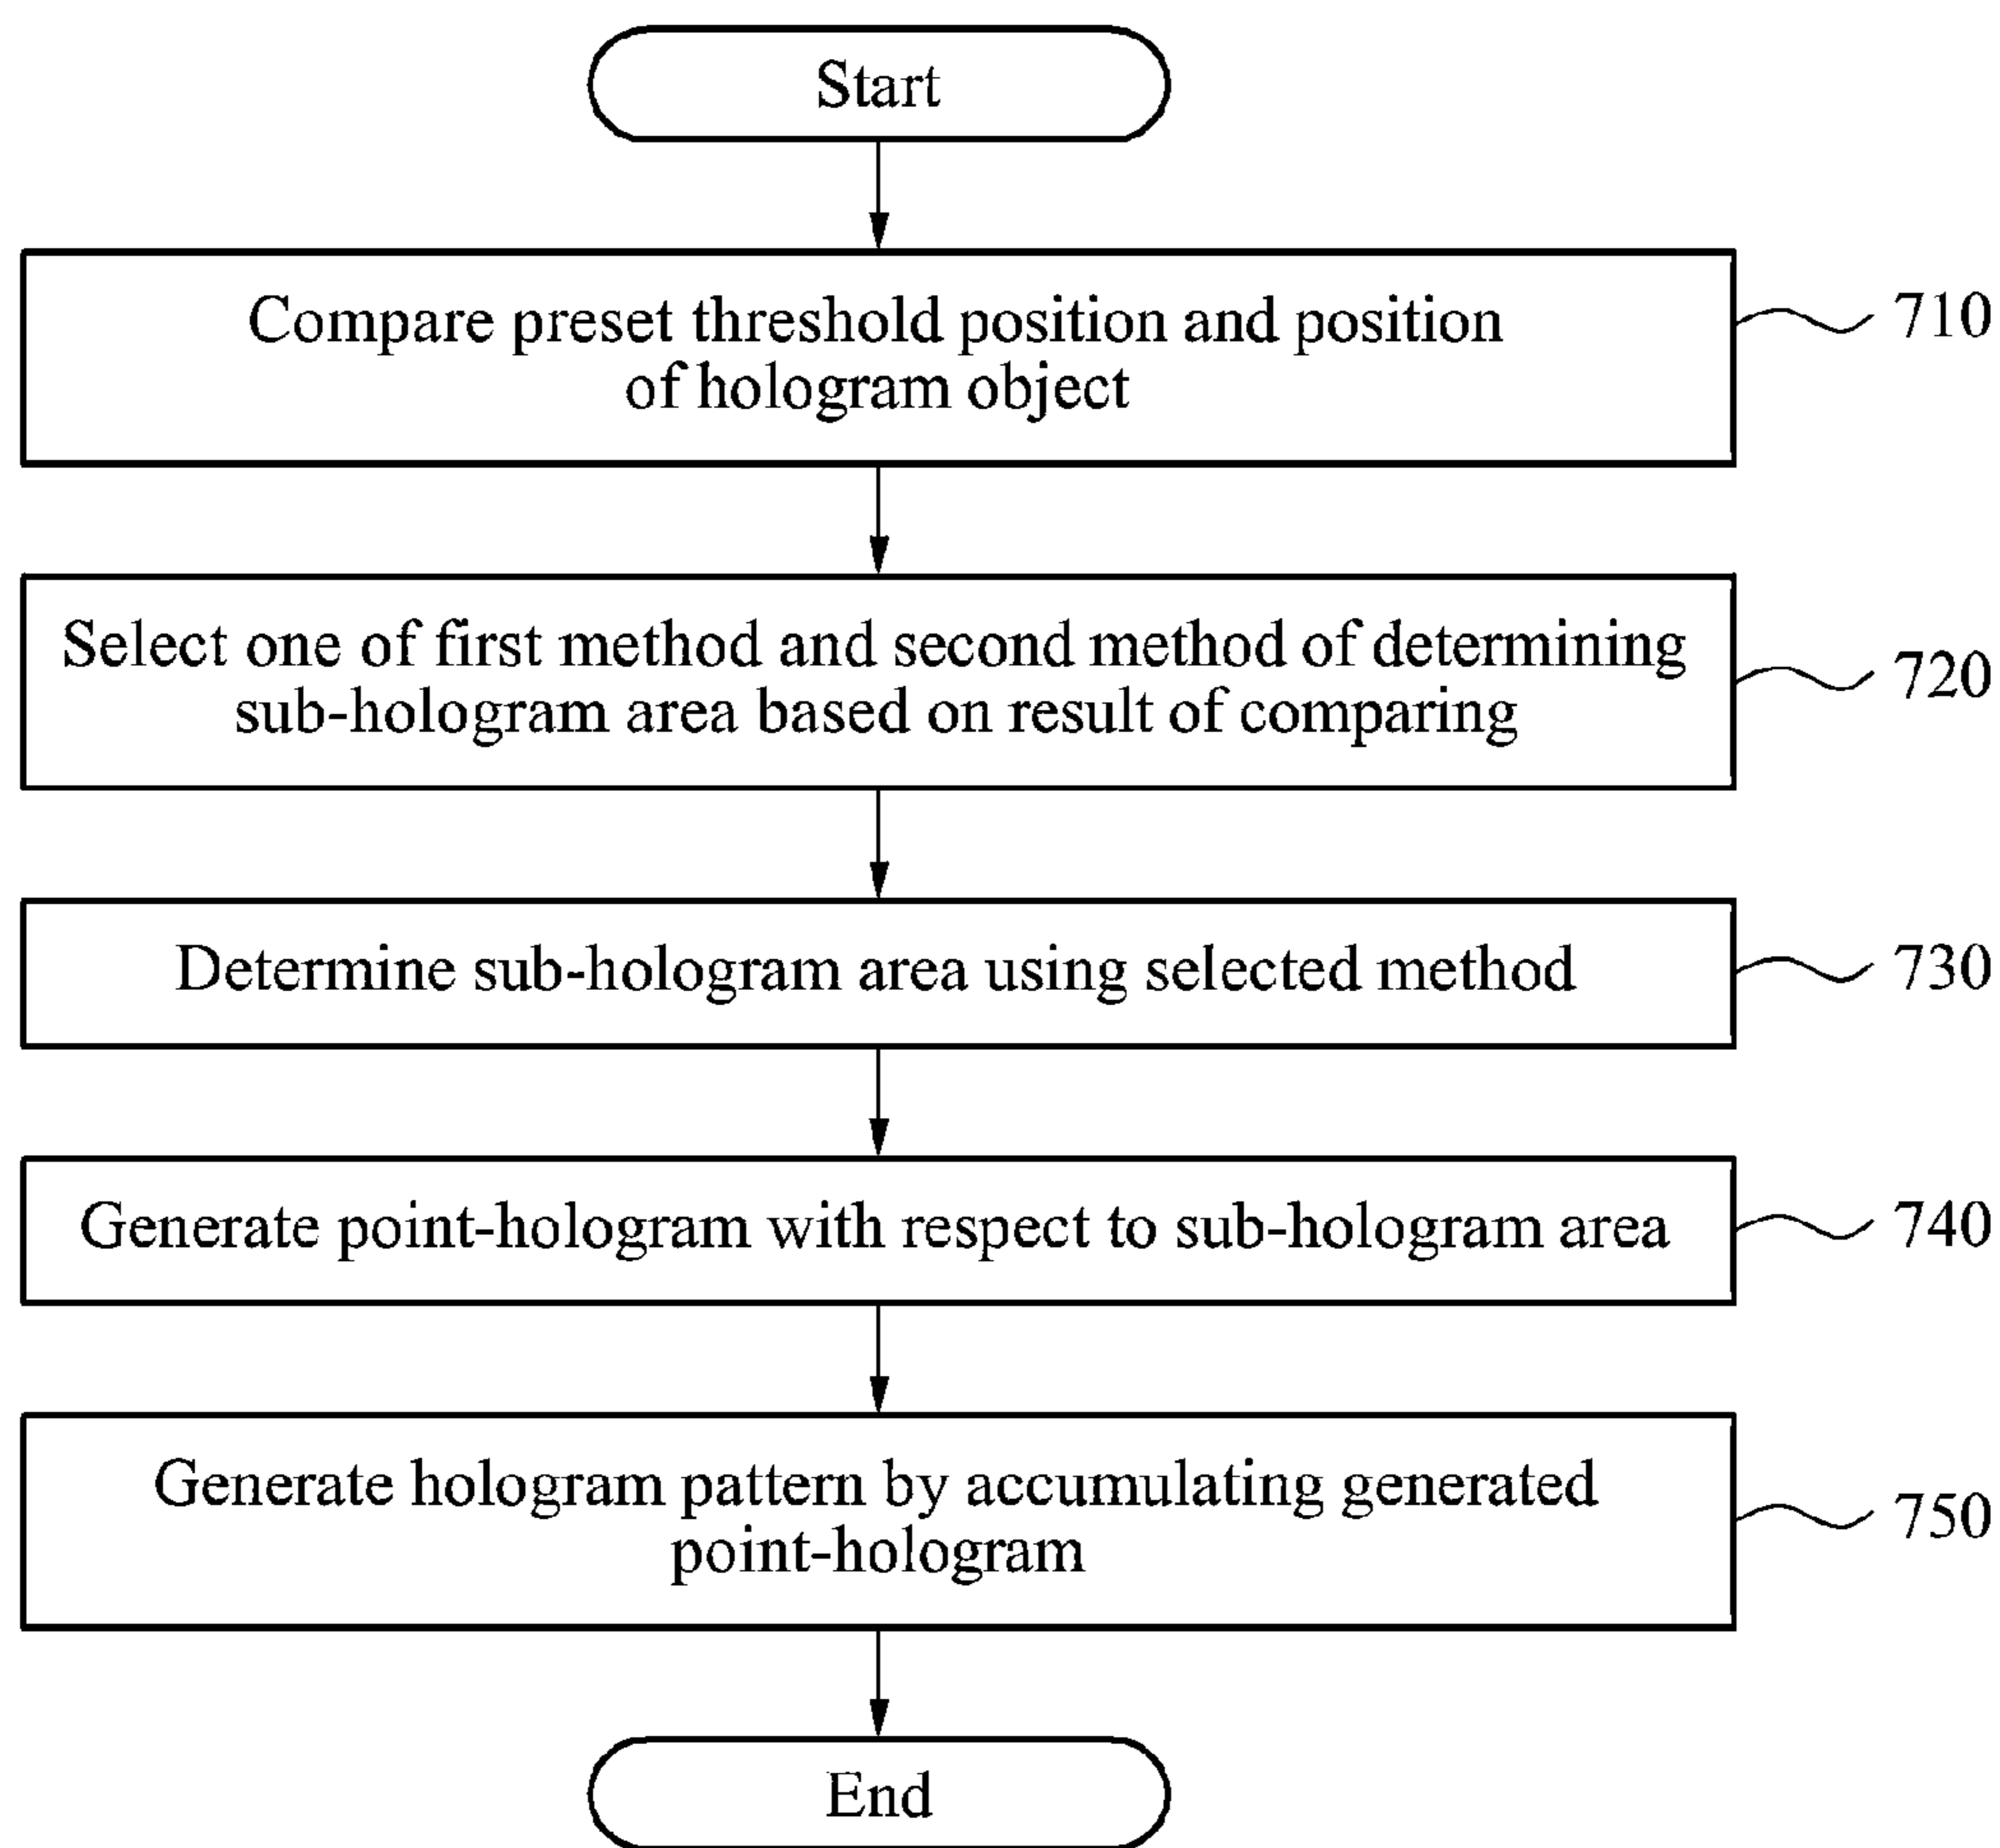 Start
Compare preset threshold position and position
of hologram object
710
Select one of first method and second method of determining
sub-hologram area based on result of comparing
720
Determine sub-hologram area using selected method
730
Generate point-hologram with respect to sub-hologram area
740
Generate hologram pattern by accumulating generated
point-hologram
750
End